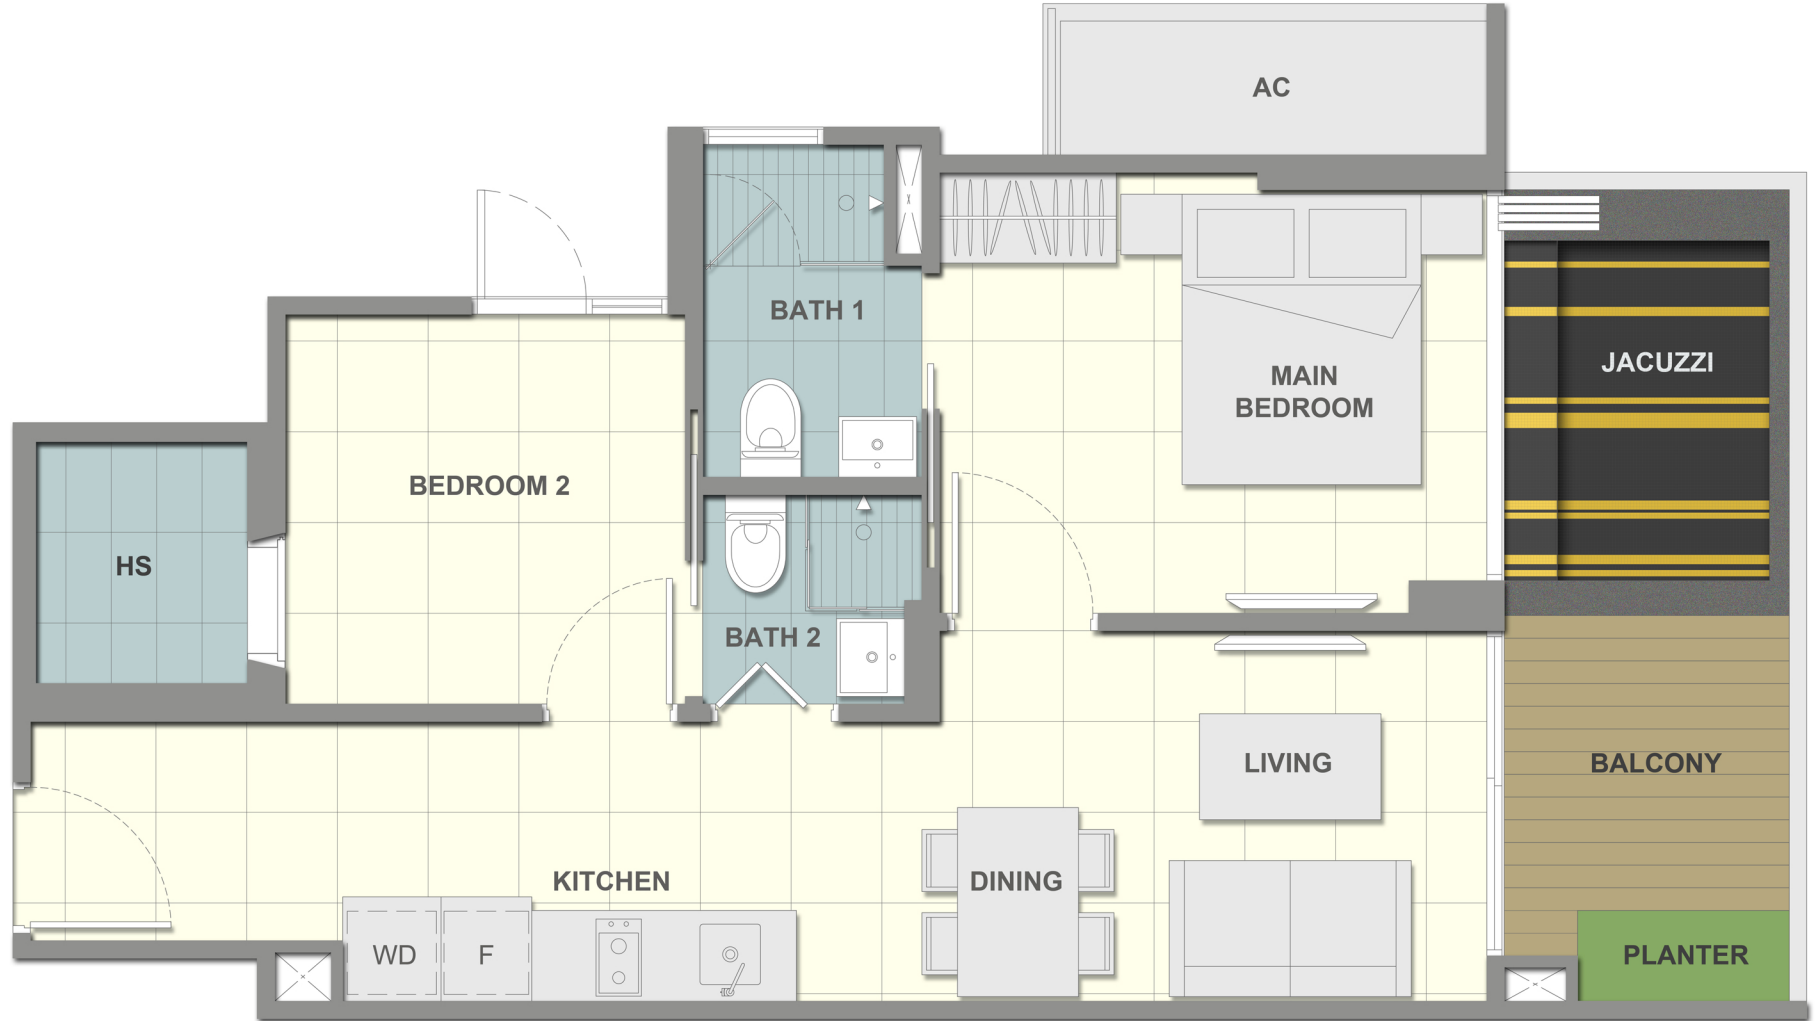 AC
BATH 1
MAIN
BEDROOM
JACUZZI
BEDROOM 2
HS
BATH 2
LIVING
BALCONY
KITCHEN
DINING
WD
F
PLANTER